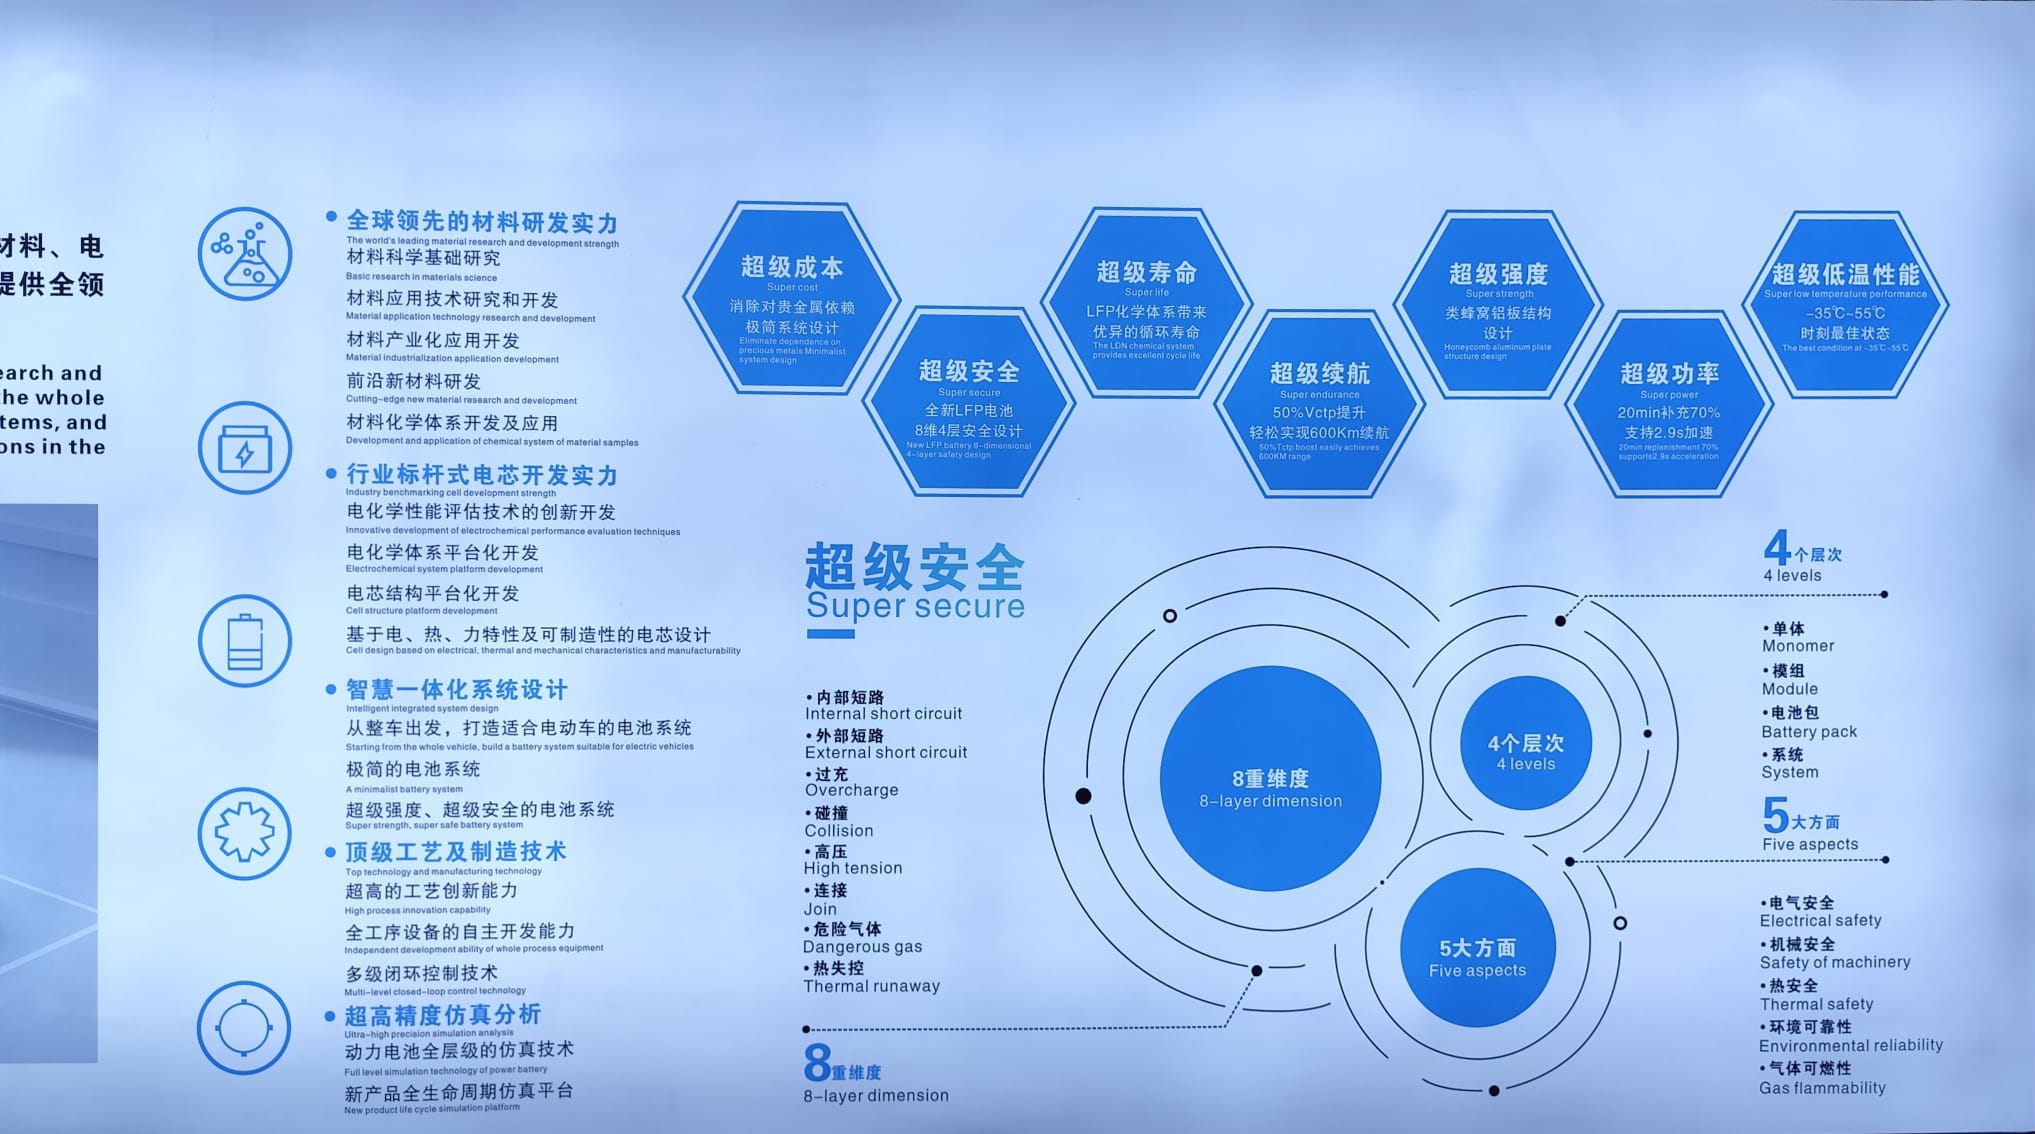 材料、电
提供全领
earch and
the whole
tems, and
ons in the
全球领先的材料研发实力
The world's leading material research and development strength
材料科学基础研究
Basic research in materials science
材料应用技术研究和开发
Material application technology research and development
材料产业化应用开发
Material industrialization application development
前沿新材料研发
Cutting-edge new material research and development
材料化学体系开发及应用
Development and application of chemical system of material samples
行业标杆式电芯开发实力
Industry benchmarking cell development strength
电化学性能评估技术的创新开发
Innovative development of electrochemical performance evaluation techniques
电化学体系平台化开发
Electrochemical system platform development
电芯结构平台化开发
Cell structure platform development
基于电、热、力特性及可制造性的电芯设计
Cell design based on electrical, thermal and mechanical characteristics and manufacturability
智慧一体化系统设计
Intelligent integrated system design
从整车出发，打造适合电动车的电池系统
Starting from the whole vehicle, build a battery system suitable for electric vehicles
极简的电池系统
A minimalist battery system
超级强度、超级安全的电池系统
Super strength, super safe battery system
顶级工艺及制造技术
Top technology and manufacturing technology
超高的工艺创新能力
High process innovation capability
全工序设备的自主开发能力
Independent development ability of whole process equipment
多级闭环控制技术
Multi-level closed-loop control technology
超高精度仿真分析
Ultra-high precision simulation analysis
动力电池全层级的仿真技术
Full level simulation technology of power battery
新产品全生命周期仿真平台
New product life cycle simulation platform
超级成本
Super cost
消除对贵金属依赖
极简系统设计
Eliminate dependence on
precious metals Minimalist
system design
超级安全
Super secure
全新LFP电池
8维4层安全设计
New LFP battery 8-dimensional
4-layer safety design
超级寿命
Super life
LFP化学体系带来
优异的循环寿命
The LDN chemical system
provides excellent cycle life
超级续航
Super endurance
50%Vctp提升
轻松实现600Km续航
50%Tctp boost easily achieves
600KM range
超级强度
Super strength
类蜂窝铝板结构
设计
Honeycomb aluminum plate
structure design
超级功率
Super power
20min补充70%
支持2.9s加速
20min replenishment 70%
supports2.9s acceleration
超级低温性能
Super low temperature performance
-35℃~55℃
时刻最佳状态
The best condition at -35℃-55℃
超级安全
Super secure
•内部短路
Internal short circuit
•外部短路
External short circuit
•过充
Overcharge
•碰撞
Collision
•高压
High tension
•连接
Join
•危险气体
Dangerous gas
•热失控
Thermal runaway
8重维度
8-layer dimension
8重维度
8-layer dimension
4个层次
4 levels
5大方面
Five aspects
4个层次
4 levels
•单体
Monomer
•模组
Module
•电池包
Battery pack
•系统
System
5大方面
Five aspects
•电气安全
Electrical safety
•机械安全
Safety of machinery
•热安全
Thermal safety
•环境可靠性
Environmental reliability
•气体可燃性
Gas flammability